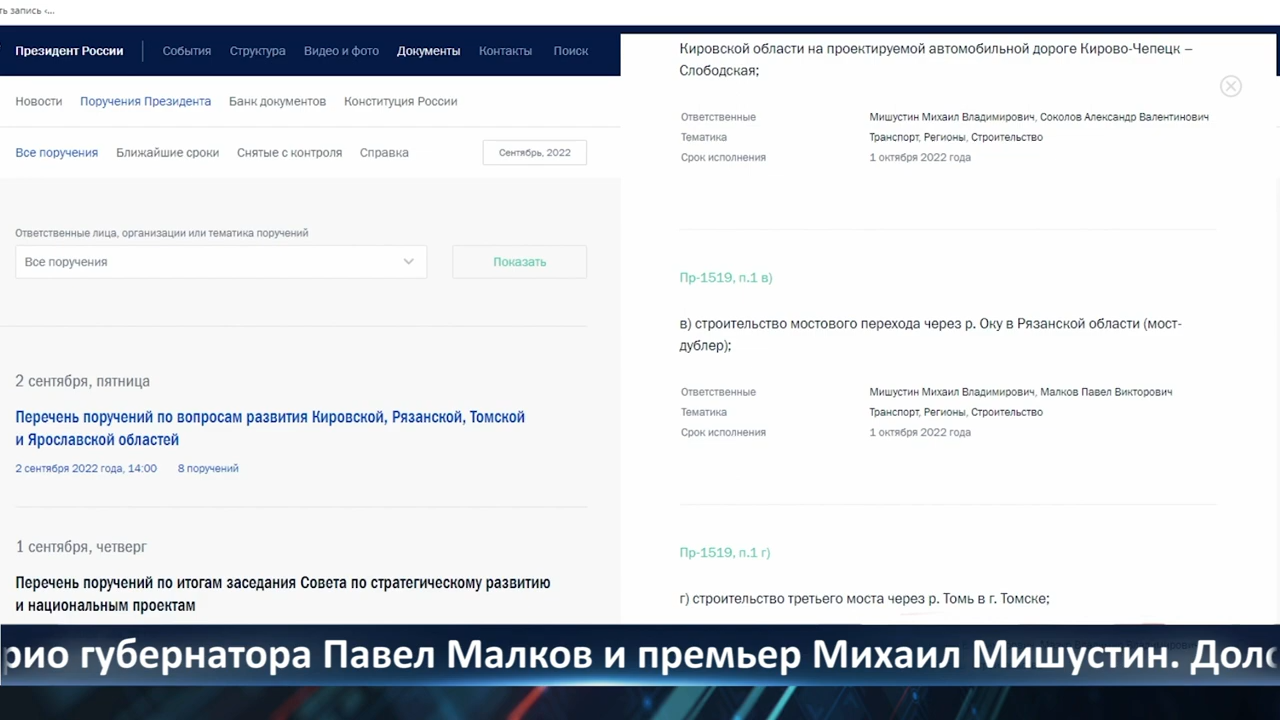 ть запись ‹...
Президент России
События Структура Видео и фото Документы Контакты Поиск
Новости Поручения Президента Банк документов Конституция России
Все поручения Ближайшие сроки Снятые с контроля Справка
Сентябрь, 2022
Ответственные лица, организации или тематика поручений
Все поручения
Показать
2 сентября, пятница
Перечень поручений по вопросам развития Кировской, Рязанской, Томской
и Ярославской областей
2 сентября 2022 года, 14:00 8 поручений
1 сентября, четверг
Перечень поручений по итогам заседания Совета по стратегическому развитию
и национальным проектам
Кировской области на проектируемой автомобильной дороге Кирово-Чепецк –
Слободская;
Ответственные Мишустин Михаил Владимирович, Соколов Александр Валентинович
Тематика Транспорт, Регионы, Строительство
Срок исполнения 1 октября 2022 года
Пр-1519, п.1 в)
в) строительство мостового перехода через р. Оку в Рязанской области (мост-
дублер);
Ответственные Мишустин Михаил Владимирович, Малков Павел Викторович
Тематика Транспорт, Регионы, Строительство
Срок исполнения 1 октября 2022 года
Пр-1519, п.1 г)
г) строительство третьего моста через р. Томь в г. Томске;
рио губернатора Павел Малков и премьер Михаил Мишустин. Доло